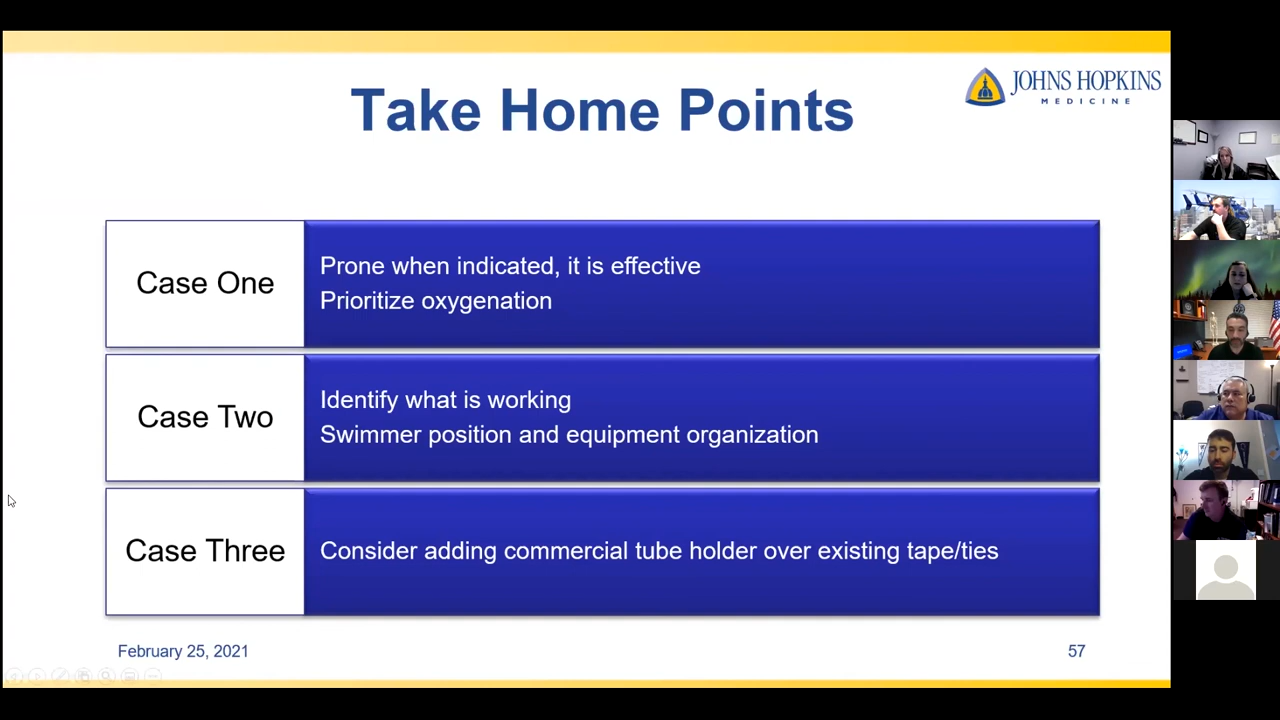 Take Home Points
JOHNS HOPKINS
MEDICINE
Case One
Prone when indicated, it is effective
Prioritize oxygenation
Case Two
Identify what is working
Swimmer position and equipment organization
Case Three
Consider adding commercial tube holder over existing tape/ties
February 25, 2021
57